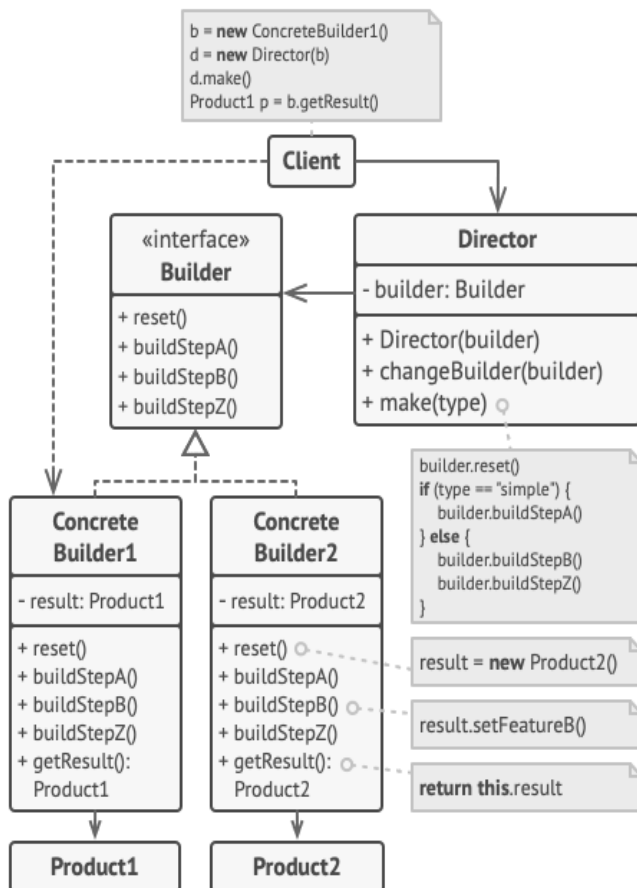 b = new ConcreteBuilder1()
d = new Director(b)
d.make()
Product1 p = b.getResult()
Client
«interface»
Builder
+ reset()
+ buildStepA()
+ buildStepB()
+ buildStepZ()
Director
- builder: Builder
+ Director(builder)
+ changeBuilder(builder)
+ make(type)
builder.reset()
if (type == "simple") {
builder.buildStepA()
} else {
builder.buildStepB()
builder.buildStepZ()
}
Concrete
Builder1
- result: Product1
+ reset()
+ buildStepA()
+ buildStepB()
+ buildStepZ()
+ getResult():
Product1
Concrete
Builder2
- result: Product2
+ reset()
+ buildStepA()
+ buildStepB()
+ buildStepZ()
+ getResult():
Product2
result = new Product2()
result.setFeatureB()
return this.result
Product1
Product2